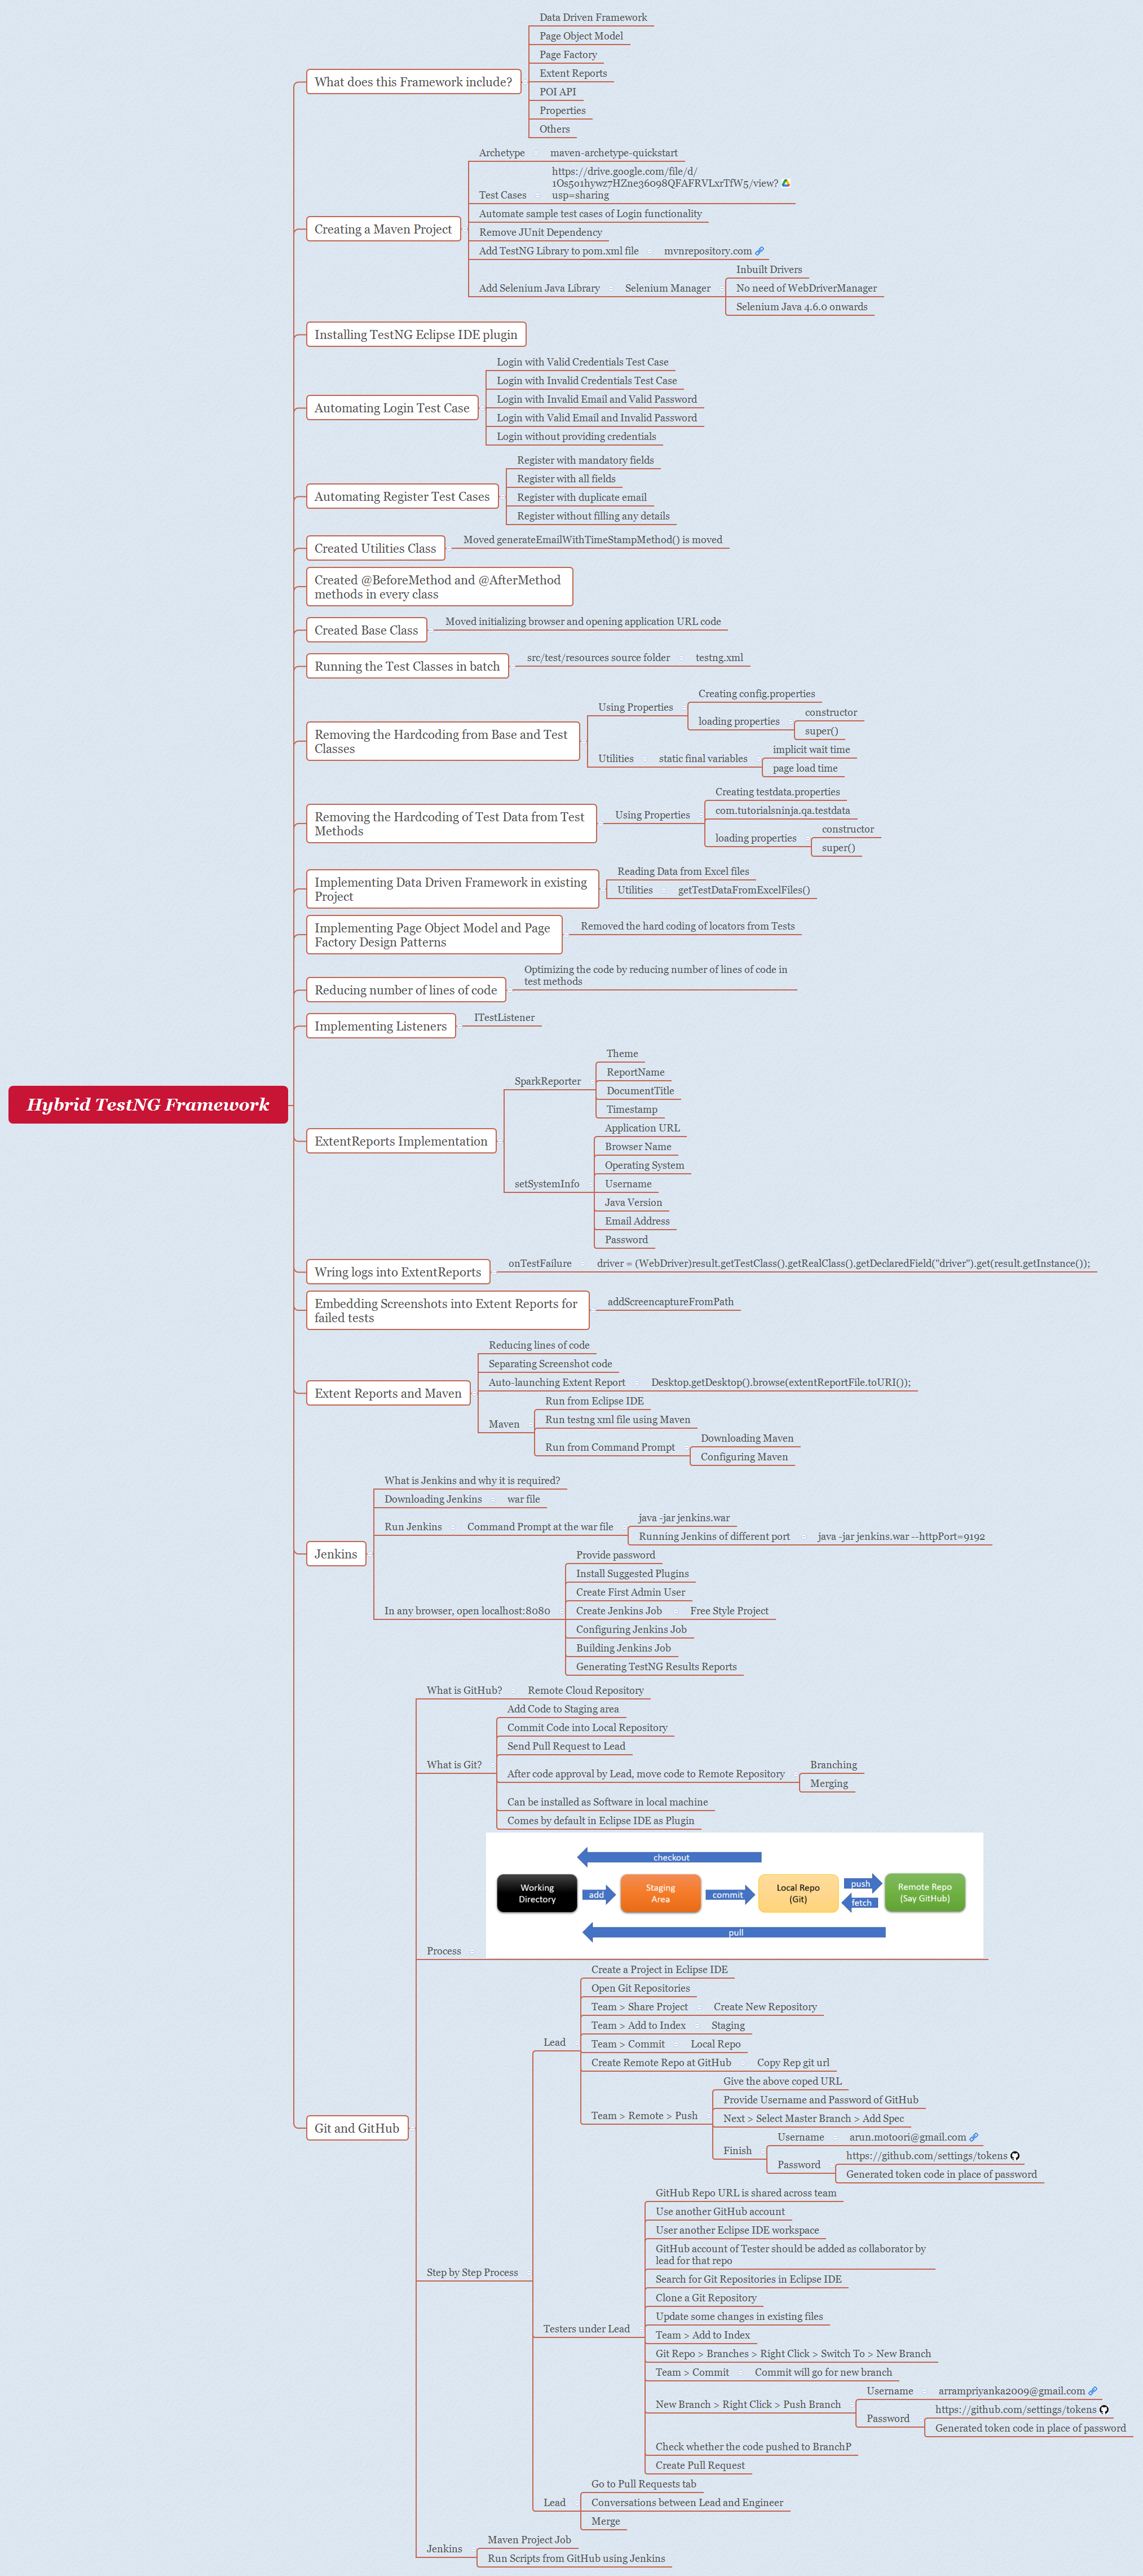 Hybrid TestNG Framework
What does this Framework include?
Data Driven Framework
Page Object Model
Page Factory
Extent Reports
POI API
Properties
Others
Creating a Maven Project
Archetype
maven-archetype-quickstart
Test Cases
https://drive.google.com/file/d/
1Os5o1hywz7HZne36098QFAFRVLxrTfW5/view?
usp=sharing
Automate sample test cases of Login functionality
Remove JUnit Dependency
Add TestNG Library to pom.xml file
mvnrepository.com
Add Selenium Java Library
Selenium Manager
Inbuilt Drivers
No need of WebDriverManager
Selenium Java 4.6.0 onwards
Installing TestNG Eclipse IDE plugin
Automating Login Test Case
Login with Valid Credentials Test Case
Login with Invalid Credentials Test Case
Login with Invalid Email and Valid Password
Login with Valid Email and Invalid Password
Login without providing credentials
Automating Register Test Cases
Register with mandatory fields
Register with all fields
Register with duplicate email
Register without filling any details
Created Utilities Class
Moved generateEmailWithTimeStampMethod() is moved
Created @BeforeMethod and @AfterMethod
methods in every class
Created Base Class
Moved initializing browser and opening application URL code
Running the Test Classes in batch
src/test/resources source folder
testng.xml
Removing the Hardcoding from Base and Test
Classes
Using Properties
Creating config.properties
loading properties
constructor
super()
Utilities
static final variables
implicit wait time
page load time
Removing the Hardcoding of Test Data from Test
Methods
Using Properties
Creating testdata.properties
com.tutorialsninja.qa.testdata
loading properties
constructor
super()
Implementing Data Driven Framework in existing
Project
Reading Data from Excel files
Utilities
getTestDataFromExcelFiles()
Implementing Page Object Model and Page
Factory Design Patterns
Removed the hard coding of locators from Tests
Reducing number of lines of code
Optimizing the code by reducing number of lines of code in
test methods
Implementing Listeners
ITestListener
ExtentReports Implementation
SparkReporter
Theme
ReportName
DocumentTitle
Timestamp
setSystemInfo
Application URL
Browser Name
Operating System
Username
Java Version
Email Address
Password
Wring logs into ExtentReports
onTestFailure
driver = (WebDriver)result.getTestClass().getRealClass().getDeclaredField("driver").get(result.getInstance());
Embedding Screenshots into Extent Reports for
failed tests
addScreencaptureFromPath
Extent Reports and Maven
Reducing lines of code
Separating Screenshot code
Auto-launching Extent Report
Desktop.getDesktop().browse(extentReportFile.toURI());
Maven
Run from Eclipse IDE
Run testng xml file using Maven
Run from Command Prompt
Downloading Maven
Configuring Maven
Jenkins
What is Jenkins and why it is required?
Downloading Jenkins
war file
Run Jenkins
Command Prompt at the war file
java -jar jenkins.war
Running Jenkins of different port
java -jar jenkins.war --httpPort=9192
In any browser, open localhost:8080
Provide password
Install Suggested Plugins
Create First Admin User
Create Jenkins Job
Free Style Project
Configuring Jenkins Job
Building Jenkins Job
Generating TestNG Results Reports
Git and GitHub
What is GitHub?
Remote Cloud Repository
What is Git?
Add Code to Staging area
Commit Code into Local Repository
Send Pull Request to Lead
After code approval by Lead, move code to Remote Repository
Branching
Merging
Can be installed as Software in local machine
Comes by default in Eclipse IDE as Plugin
Process
checkout
Working
Directory
add
Staging
Area
commit
Local Repo
(Git)
push
fetch
Remote Repo
(Say GitHub)
pull
Step by Step Process
Lead
Create a Project in Eclipse IDE
Open Git Repositories
Team > Share Project
Create New Repository
Team > Add to Index
Staging
Team > Commit
Local Repo
Create Remote Repo at GitHub
Copy Rep git url
Team > Remote > Push
Give the above coped URL
Provide Username and Password of GitHub
Next > Select Master Branch > Add Spec
Finish
Username
arun.motoori@gmail.com
Password
https://github.com/settings/tokens
Generated token code in place of password
Testers under Lead
GitHub Repo URL is shared across team
Use another GitHub account
User another Eclipse IDE workspace
GitHub account of Tester should be added as collaborator by
lead for that repo
Search for Git Repositories in Eclipse IDE
Clone a Git Repository
Update some changes in existing files
Team > Add to Index
Git Repo > Branches > Right Click > Switch To > New Branch
Team > Commit
Commit will go for new branch
New Branch > Right Click > Push Branch
Username
arrampriyanka2009@gmail.com
Password
https://github.com/settings/tokens
Generated token code in place of password
Check whether the code pushed to BranchP
Create Pull Request
Lead
Go to Pull Requests tab
Conversations between Lead and Engineer
Merge
Jenkins
Maven Project Job
Run Scripts from GitHub using Jenkins